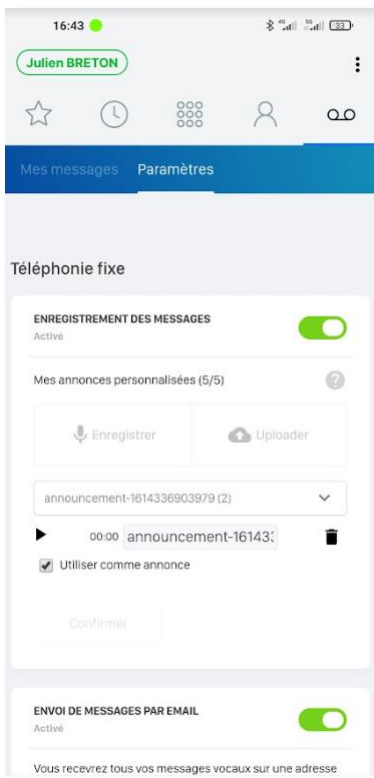 16:43
33
Julien BRETON
Mes messages Paramètres
Téléphonie fixe
ENREGISTREMENT DES MESSAGES
Activé
Mes annonces personnalisées (5/5)
?
Enregistrer Uploader
announcement-1614336903979 (2)
00:00 announcement-16143:
Utiliser comme annonce
Confirmer
ENVOI DE MESSAGES PAR EMAIL
Activé
Vous recevrez tous vos messages vocaux sur une adresse